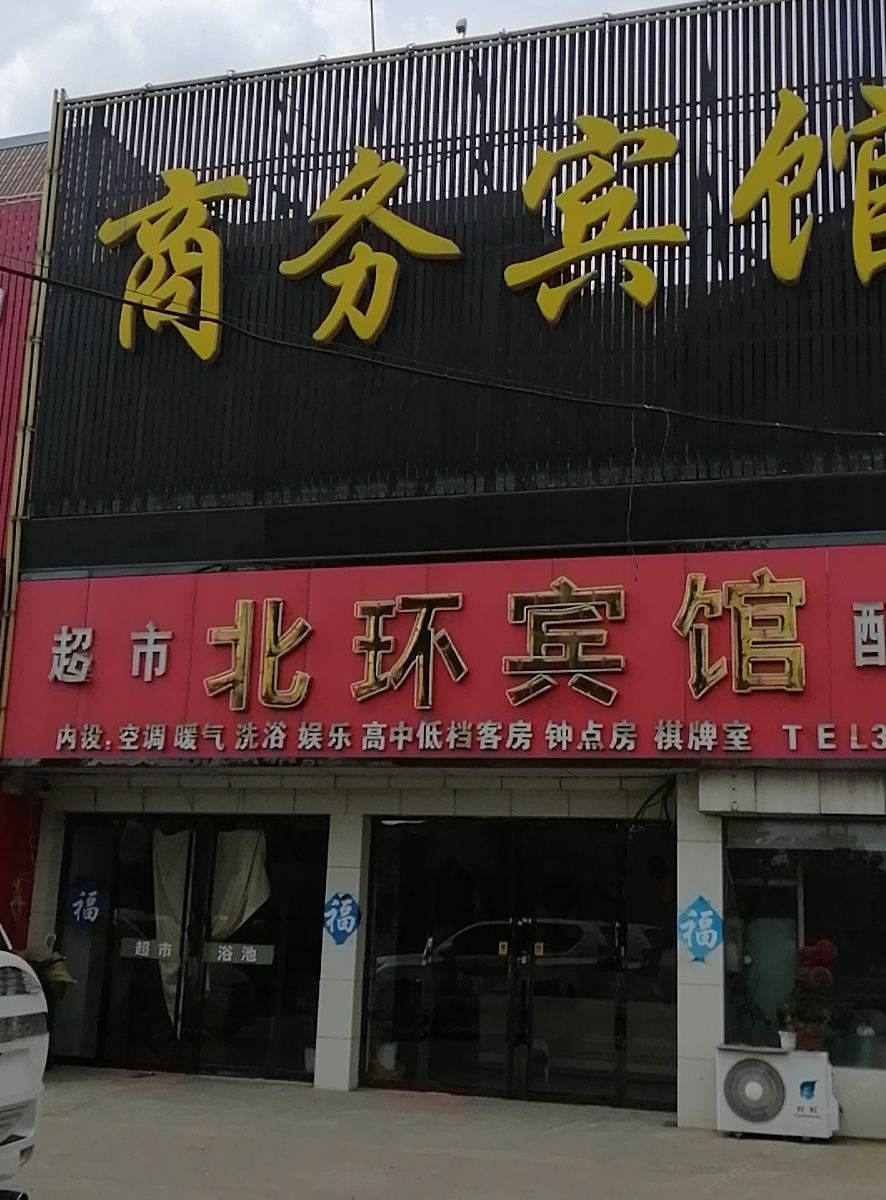 商务宾馆
超市 北环宾馆 配
内设:空调 暖气 洗浴 娱乐 高中低档客房 钟点房 棋牌室 TEL3
福
福
福
超市 浴池